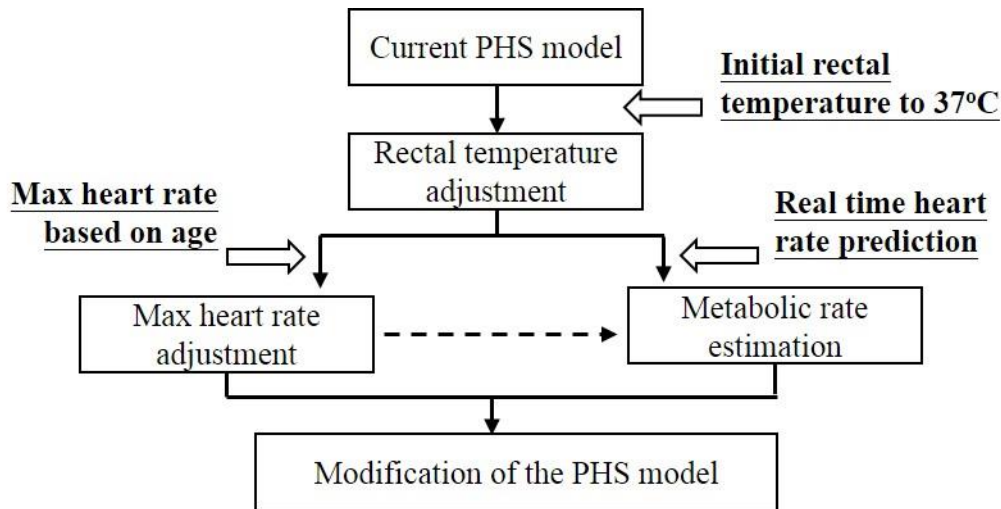 Current PHS model
Initial rectal
temperature to 37°C
Rectal temperature
adjustment
Max heart rate
based on age
Real time heart
rate prediction
Max heart rate
adjustment
Metabolic rate
estimation
Modification of the PHS model